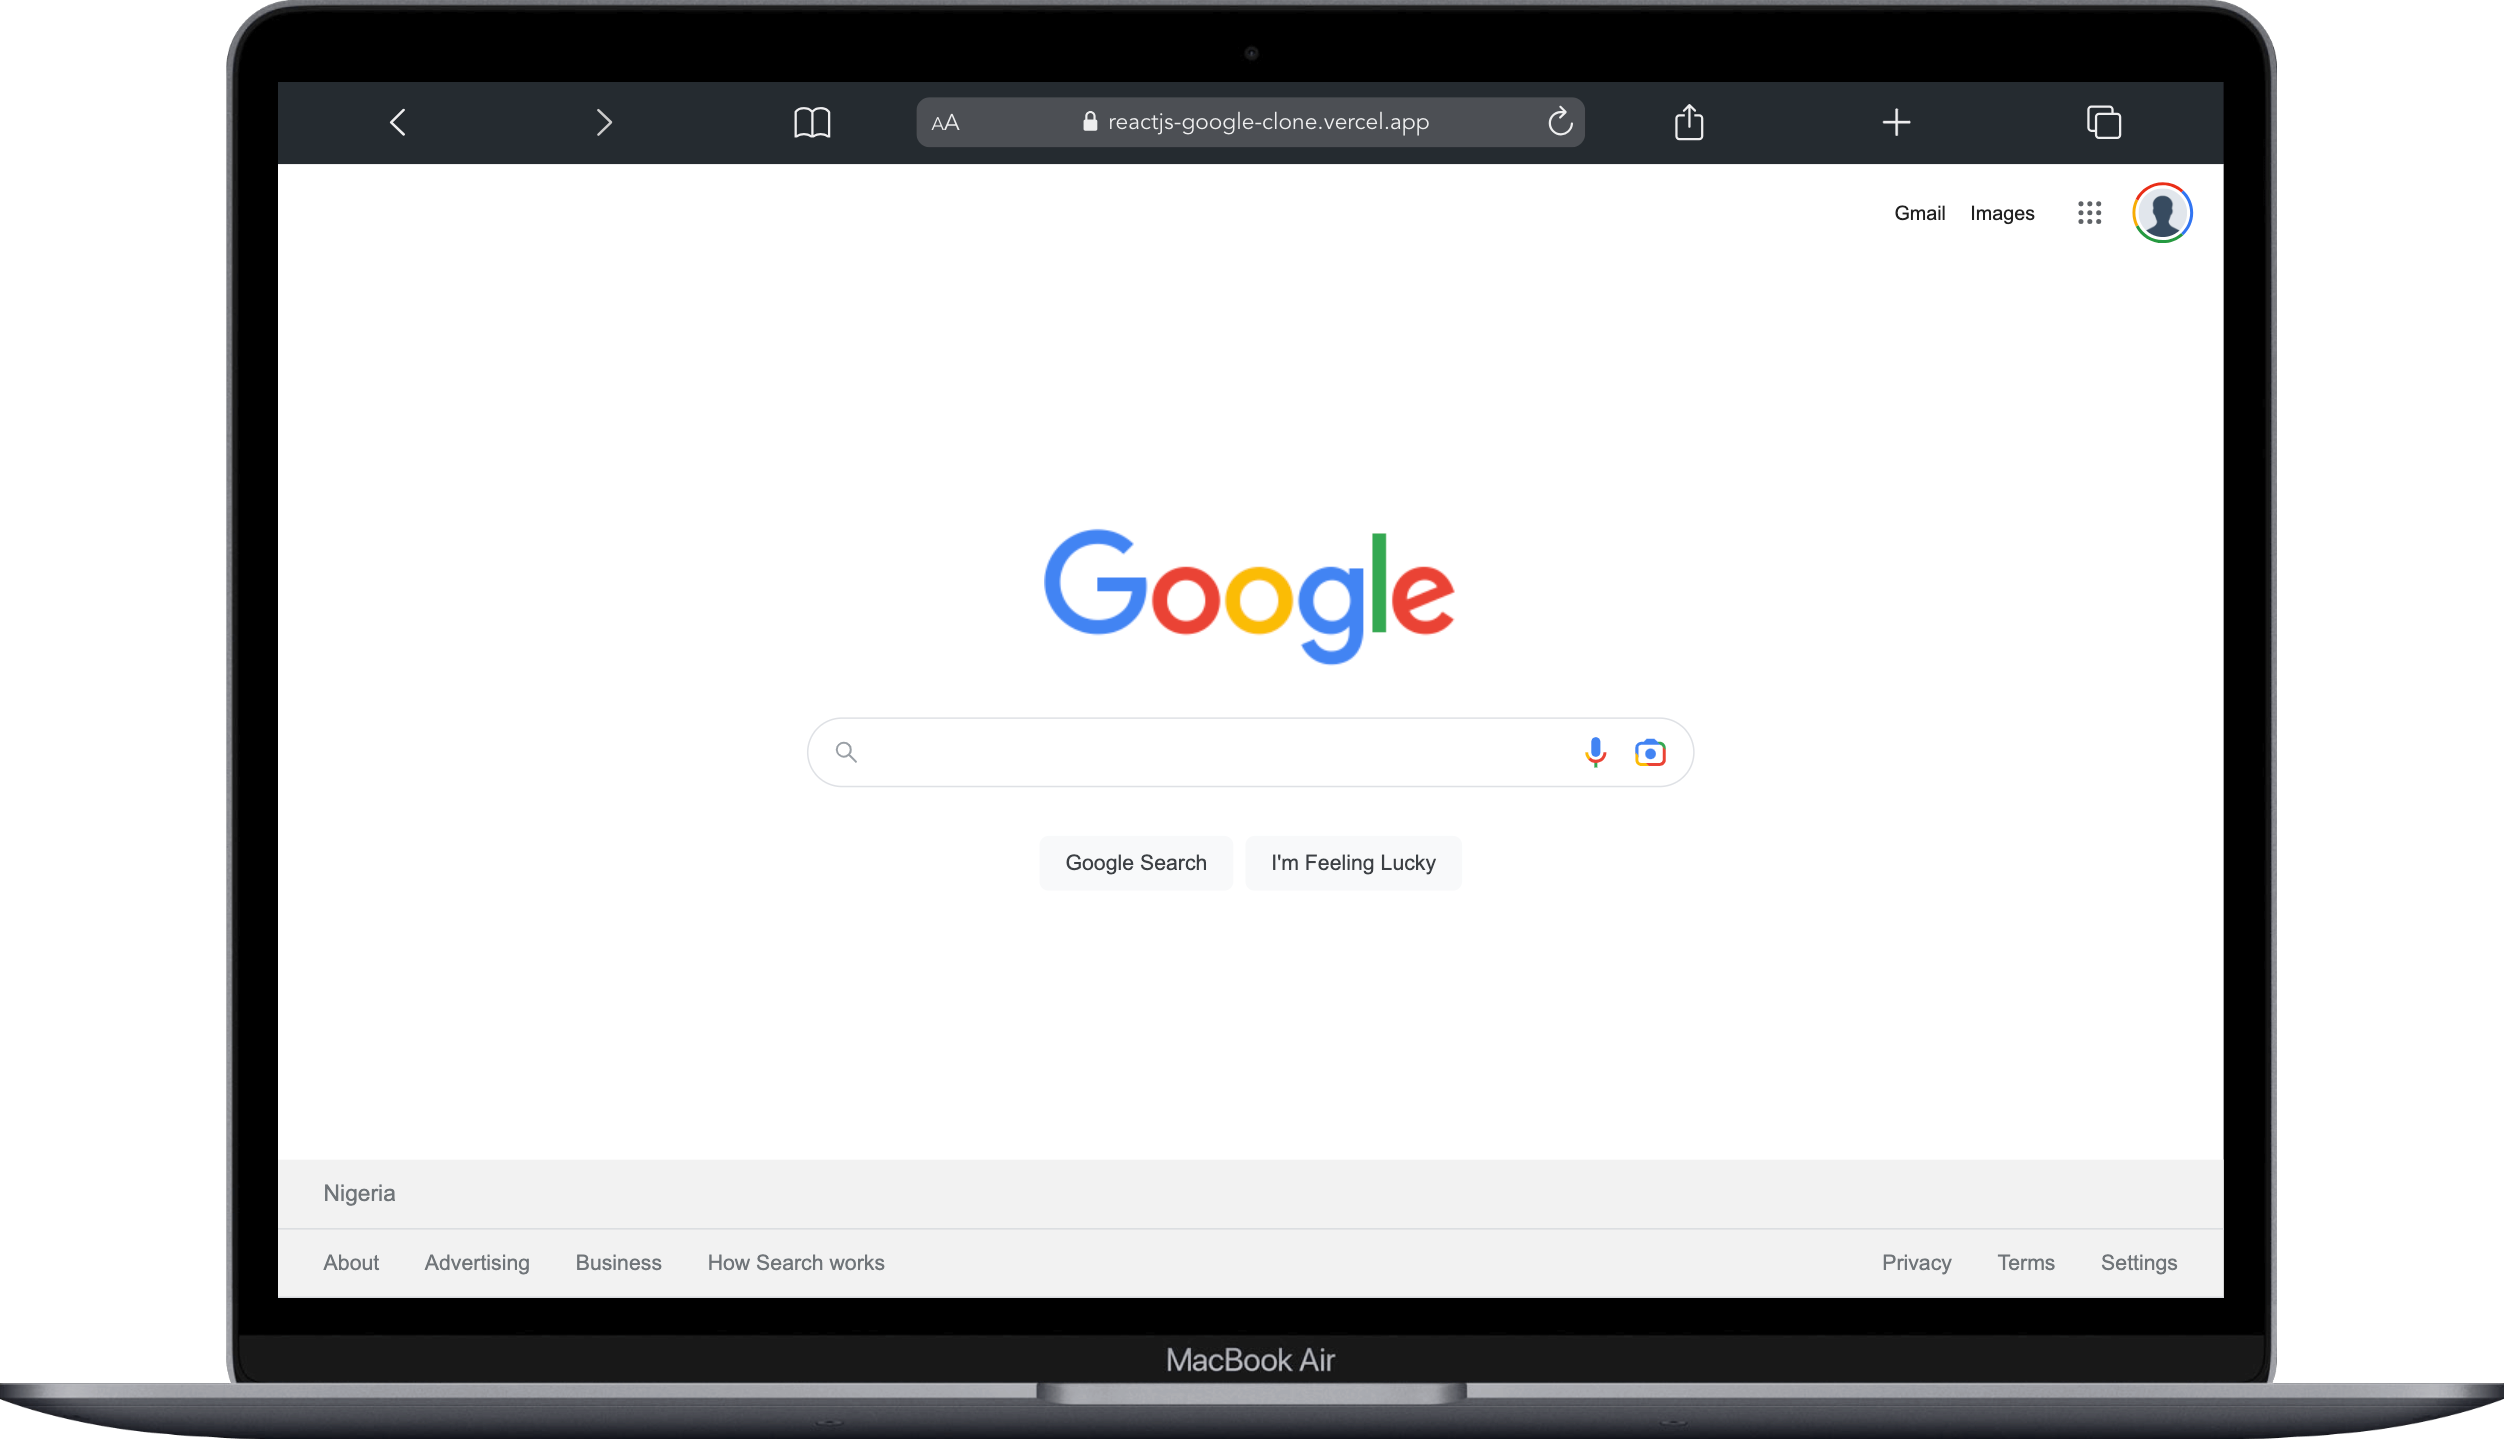 AA reactjs-google-clone.vercel.app
Gmail Images
Google
Google Search I'm Feeling Lucky
Nigeria
About Advertising Business How Search works Privacy Terms Settings
MacBook Air